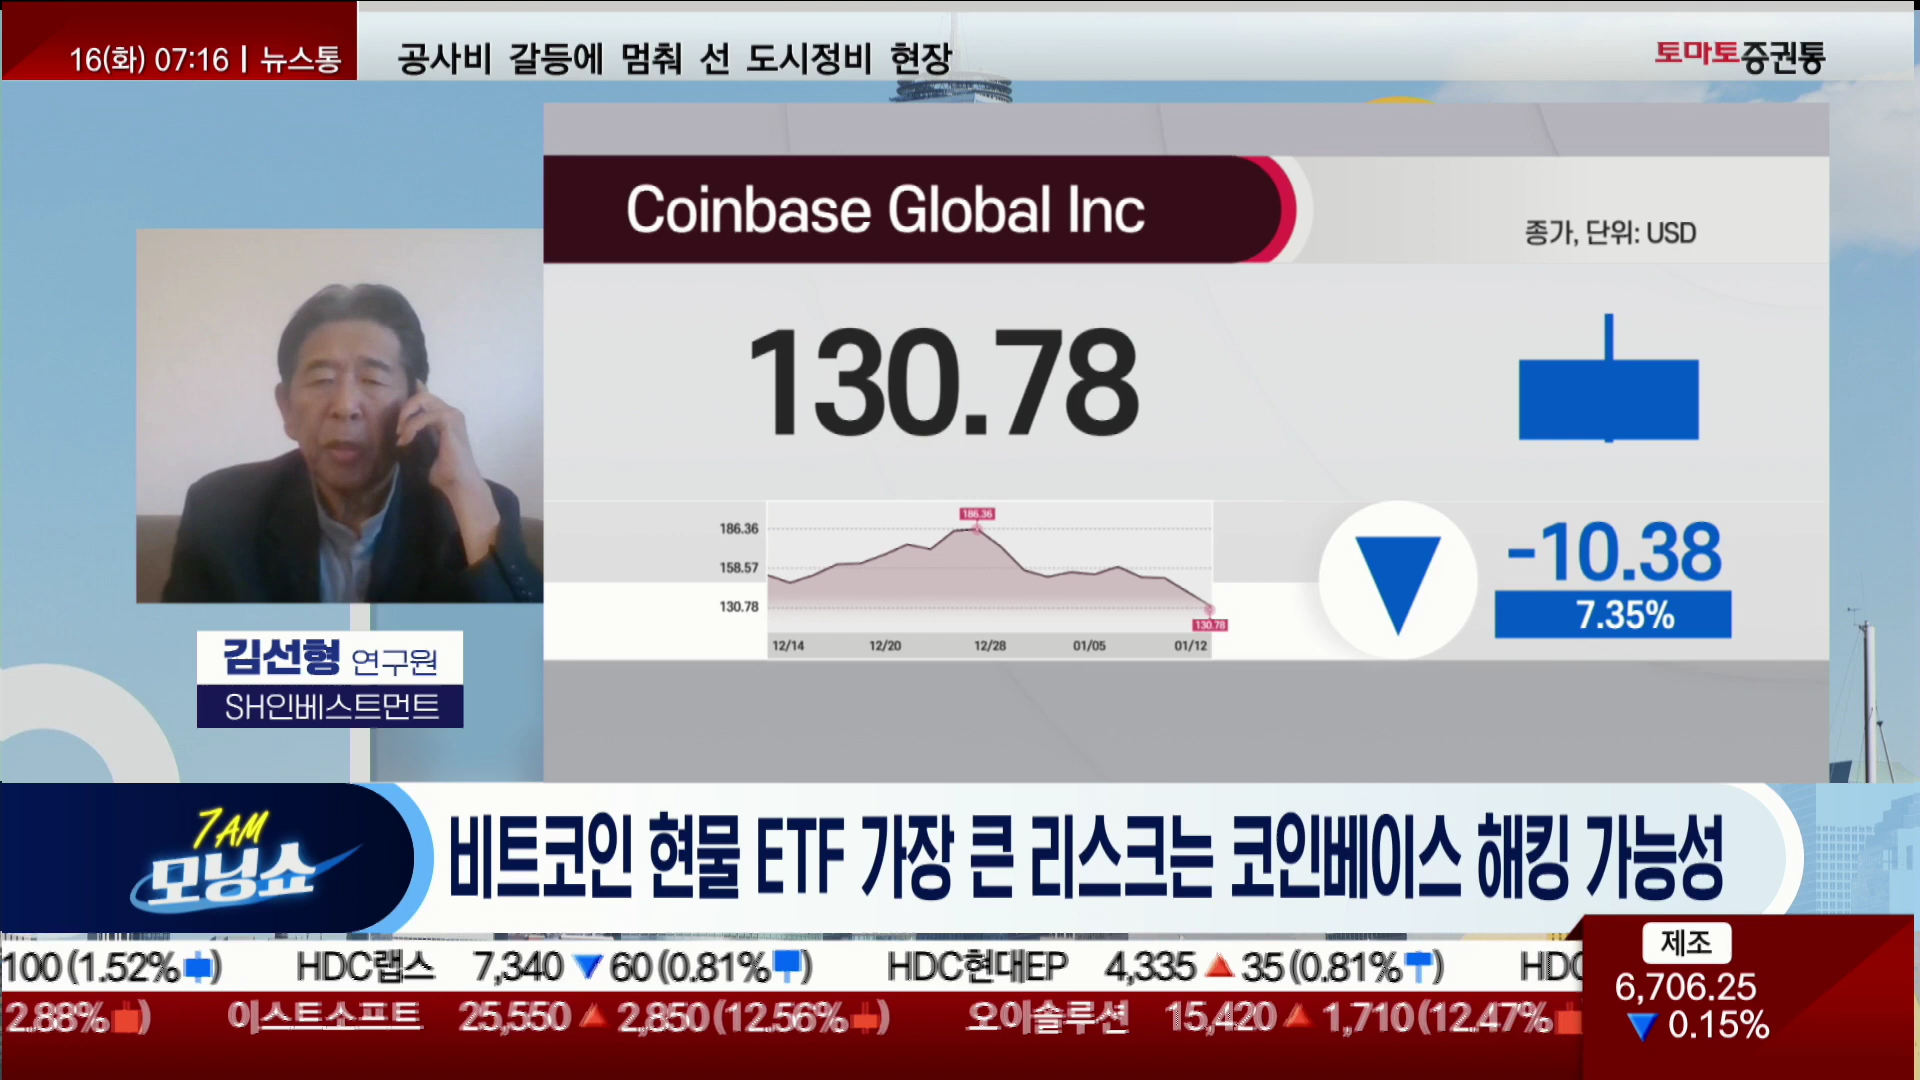 16(화) 07:16 | 뉴스통
공사비 갈등에 멈춰 선 도시정비 현장
토마토증권통
Coinbase Global Inc
종가, 단위: USD
130.78
186.36
158.57
130.78
186.36
130.78
12/14 12/20 12/28 01/05 01/12
-10.38
7.35%
김선형 연구원
SH인베스트먼트
7AM
모닝쇼
비트코인 현물 ETF 가장 큰 리스크는 코인베이스 해킹 가능성
100(1.52% ) HDC랩스 7,340 ▼ 60(0.81% ) HDC현대EP 4,335 ▲ 35(0.81% ) HDC
2.88% ) 이스트소프트 25,550 ▲ 2,850(12.56% ) 오이솔루션 15,420 ▲ 1,710(12.47%
제조
6,706.25
▼ 0.15%